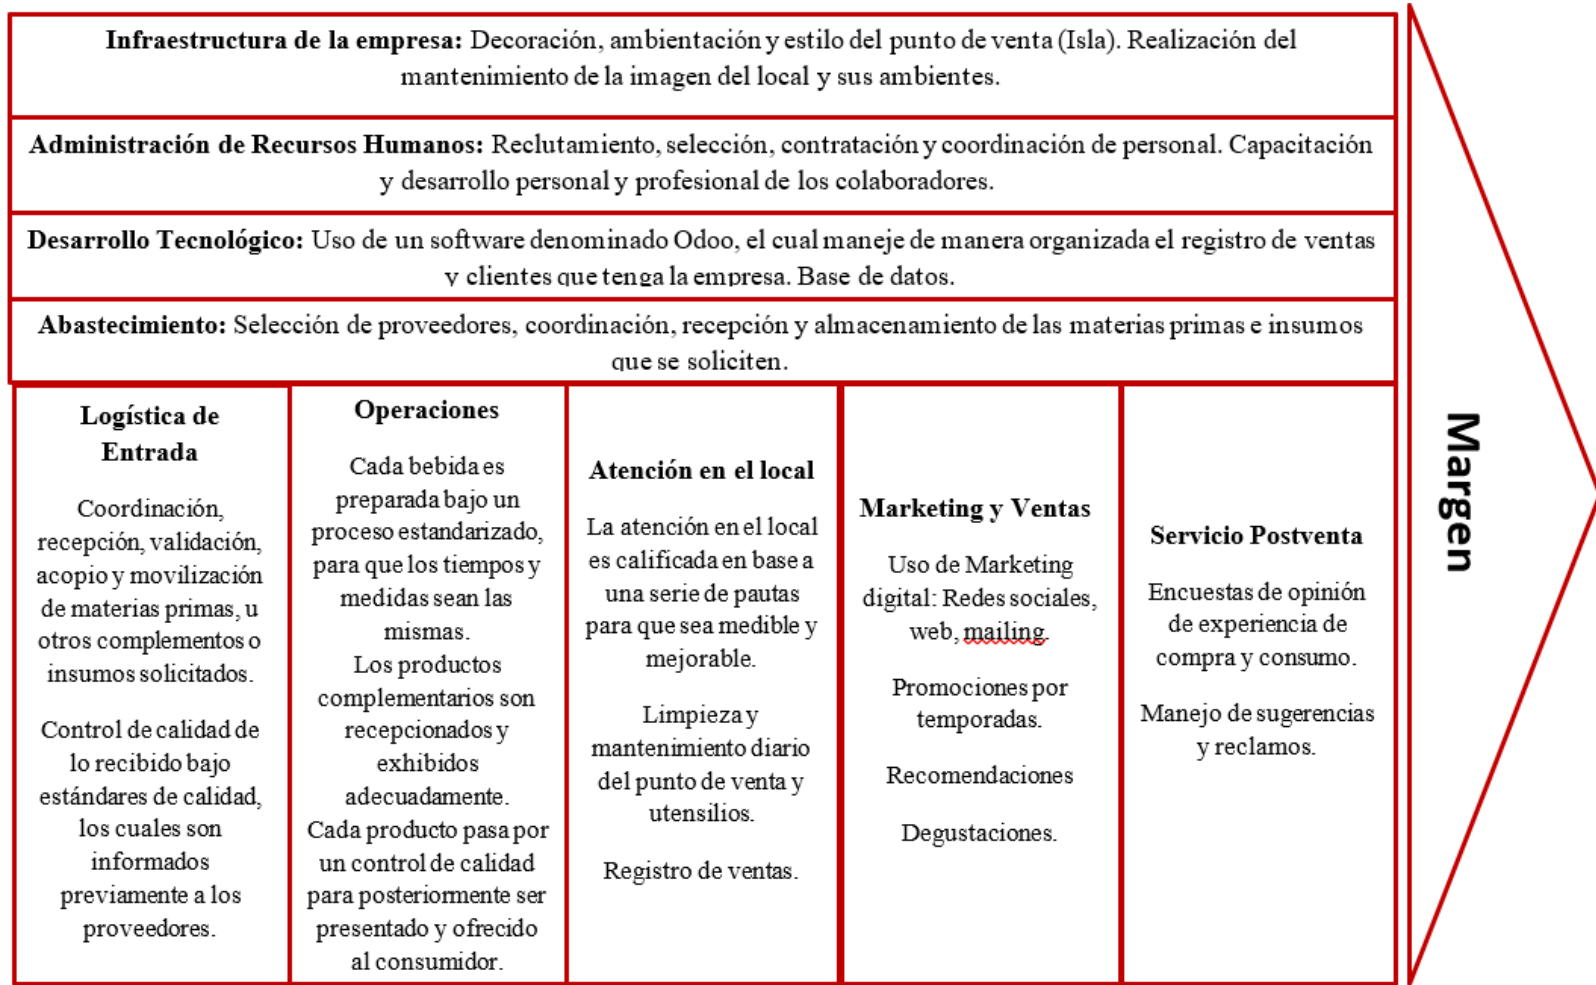 Infraestructura de la empresa: Decoración, ambientación y estilo del punto de venta (Isla). Realización del
mantenimiento de la imagen del local y sus ambientes.
Administración de Recursos Humanos: Reclutamiento, selección, contratación y coordinación de personal. Capacitación
y desarrollo personal y profesional de los colaboradores.
Desarrollo Tecnológico: Uso de un software denominado Odoo, el cual maneje de manera organizada el registro de ventas
y clientes que tenga la empresa. Base de datos.
Abastecimiento: Selección de proveedores, coordinación, recepción y almacenamiento de las materias primas e insumos
que se soliciten.
Logística de
Entrada
Coordinación,
recepción, validación,
acopio y movilización
de materias primas, u
otros complementos o
insumos solicitados.
Control de calidad de
lo recibido bajo
estándares de calidad,
los cuales son
informados
previamente a los
proveedores.
Operaciones
Cada bebida es
preparada bajo un
proceso estandarizado,
para que los tiempos y
medidas sean las
mismas.
Los productos
complementarios son
recepcionados y
exhibidos
adecuadamente.
Cada producto pasa por
un control de calidad
para posteriormente ser
presentado y ofrecido
al consumidor.
Atención en el local
La atención en el local
es calificada en base a
una serie de pautas
para que sea medible y
mejorable.
Limpieza y
mantenimiento diario
del punto de venta y
utensilios.
Registro de ventas.
Marketing y Ventas
Uso de Marketing
digital: Redes sociales,
web, mailing.
Promociones por
temporadas.
Recomendaciones
Degustaciones.
Servicio Postventa
Encuestas de opinión
de experiencia de
compra y consumo.
Manejo de sugerencias
y reclamos.
Margen